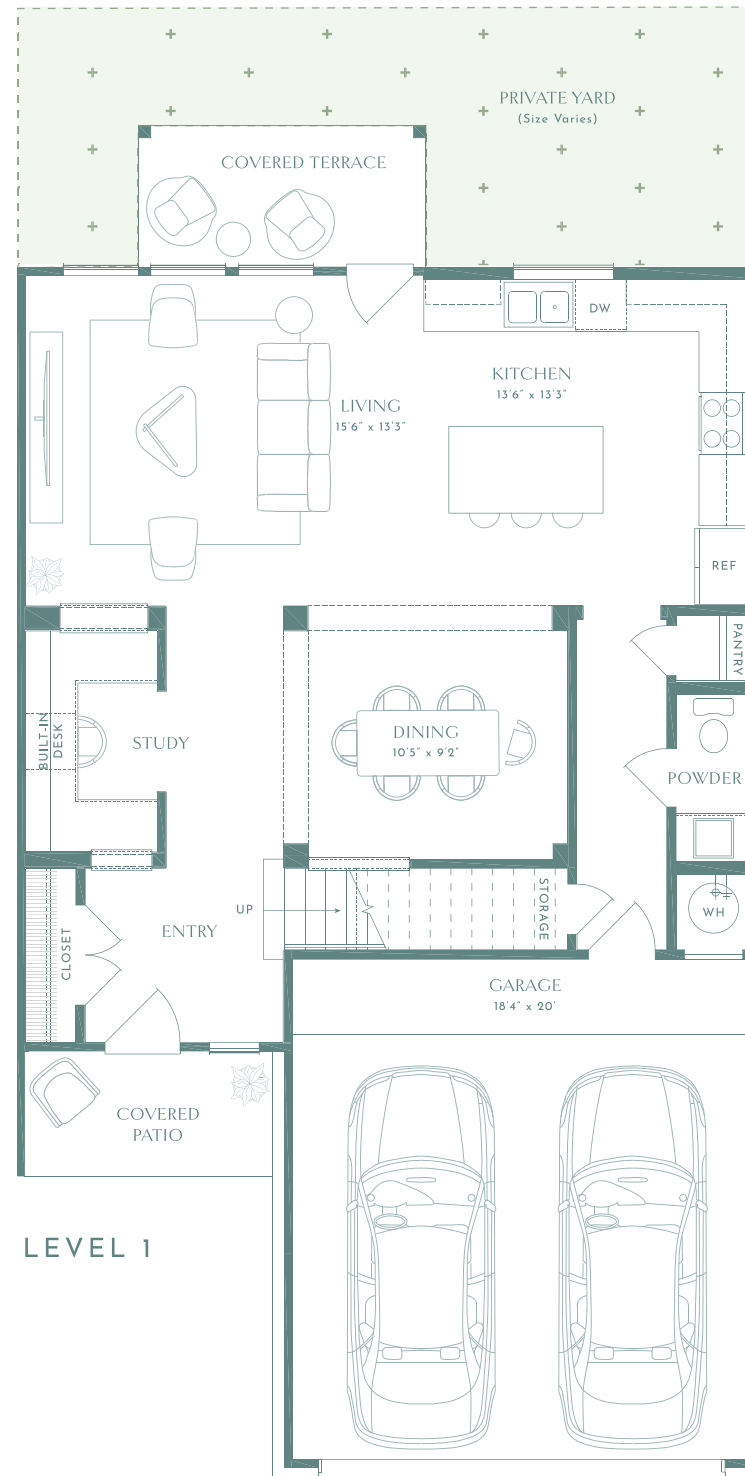 PRIVATE YARD
(Size Varies)
COVERED TERRACE
DW
KITCHEN
13'6" x 13'3"
LIVING
15'6" x 13'3"
REF
PANTRY
BUILT-IN
DESK
STUDY
DINING
10'5" x 9'2"
POWDER
UP
ENTRY
STORAGE
WH
CLOSET
GARAGE
18'4" x 20'
COVERED
PATIO
LEVEL 1